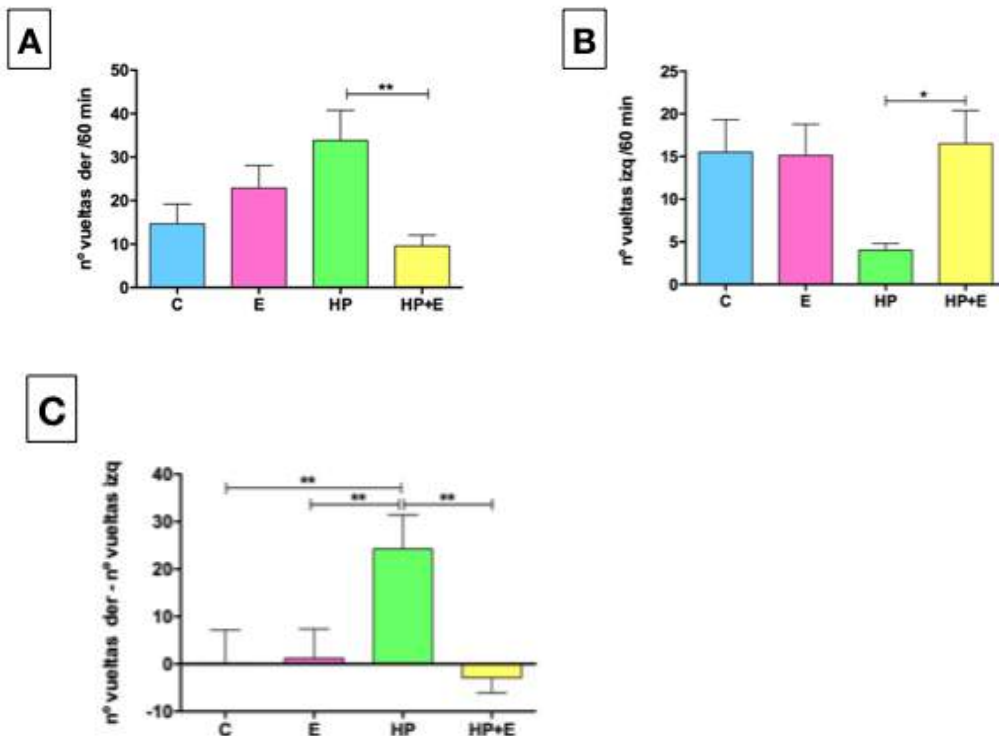 A
nº vueltas der /60 min
50
40
30
20
10
0
**
C E HP HP+E
B
nº vueltas izq /60 min
25
20
15
10
5
0
*
C E HP HP+E
C
nº vueltas der - nº vueltas izq
40
30
20
10
0
-10
**
** **
C E HP HP+E